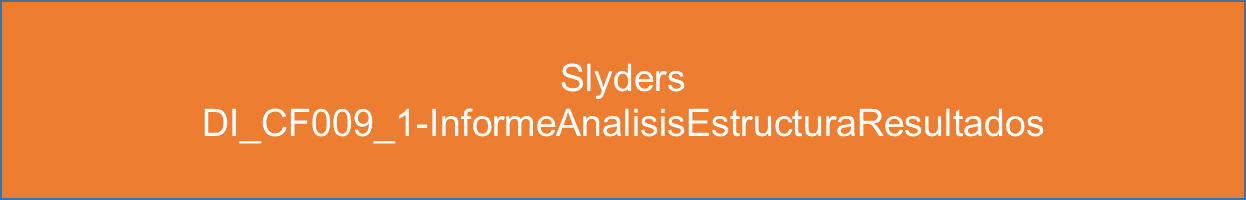 Slyders
DI_CF009_1-InformeAnalisisEstructuraResultados